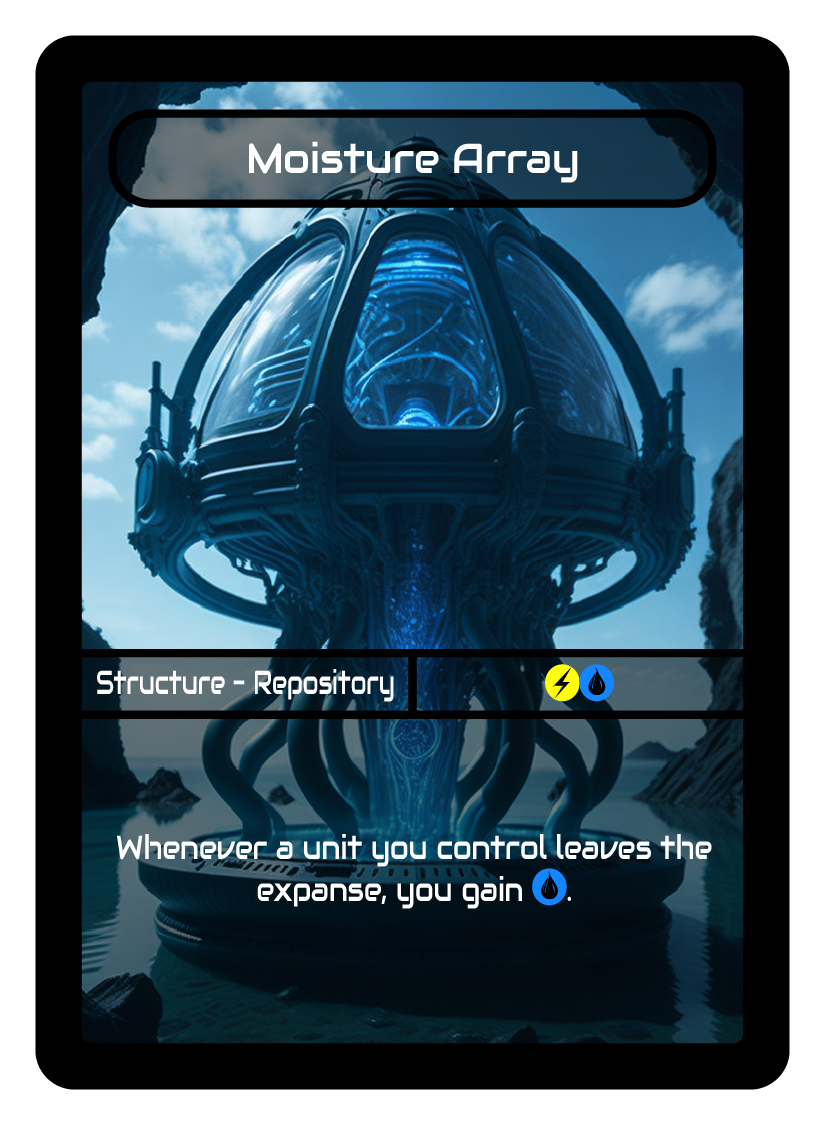 Moisture Array
Structure - Repository
Whenever a unit you control leaves the
expanse, you gain .